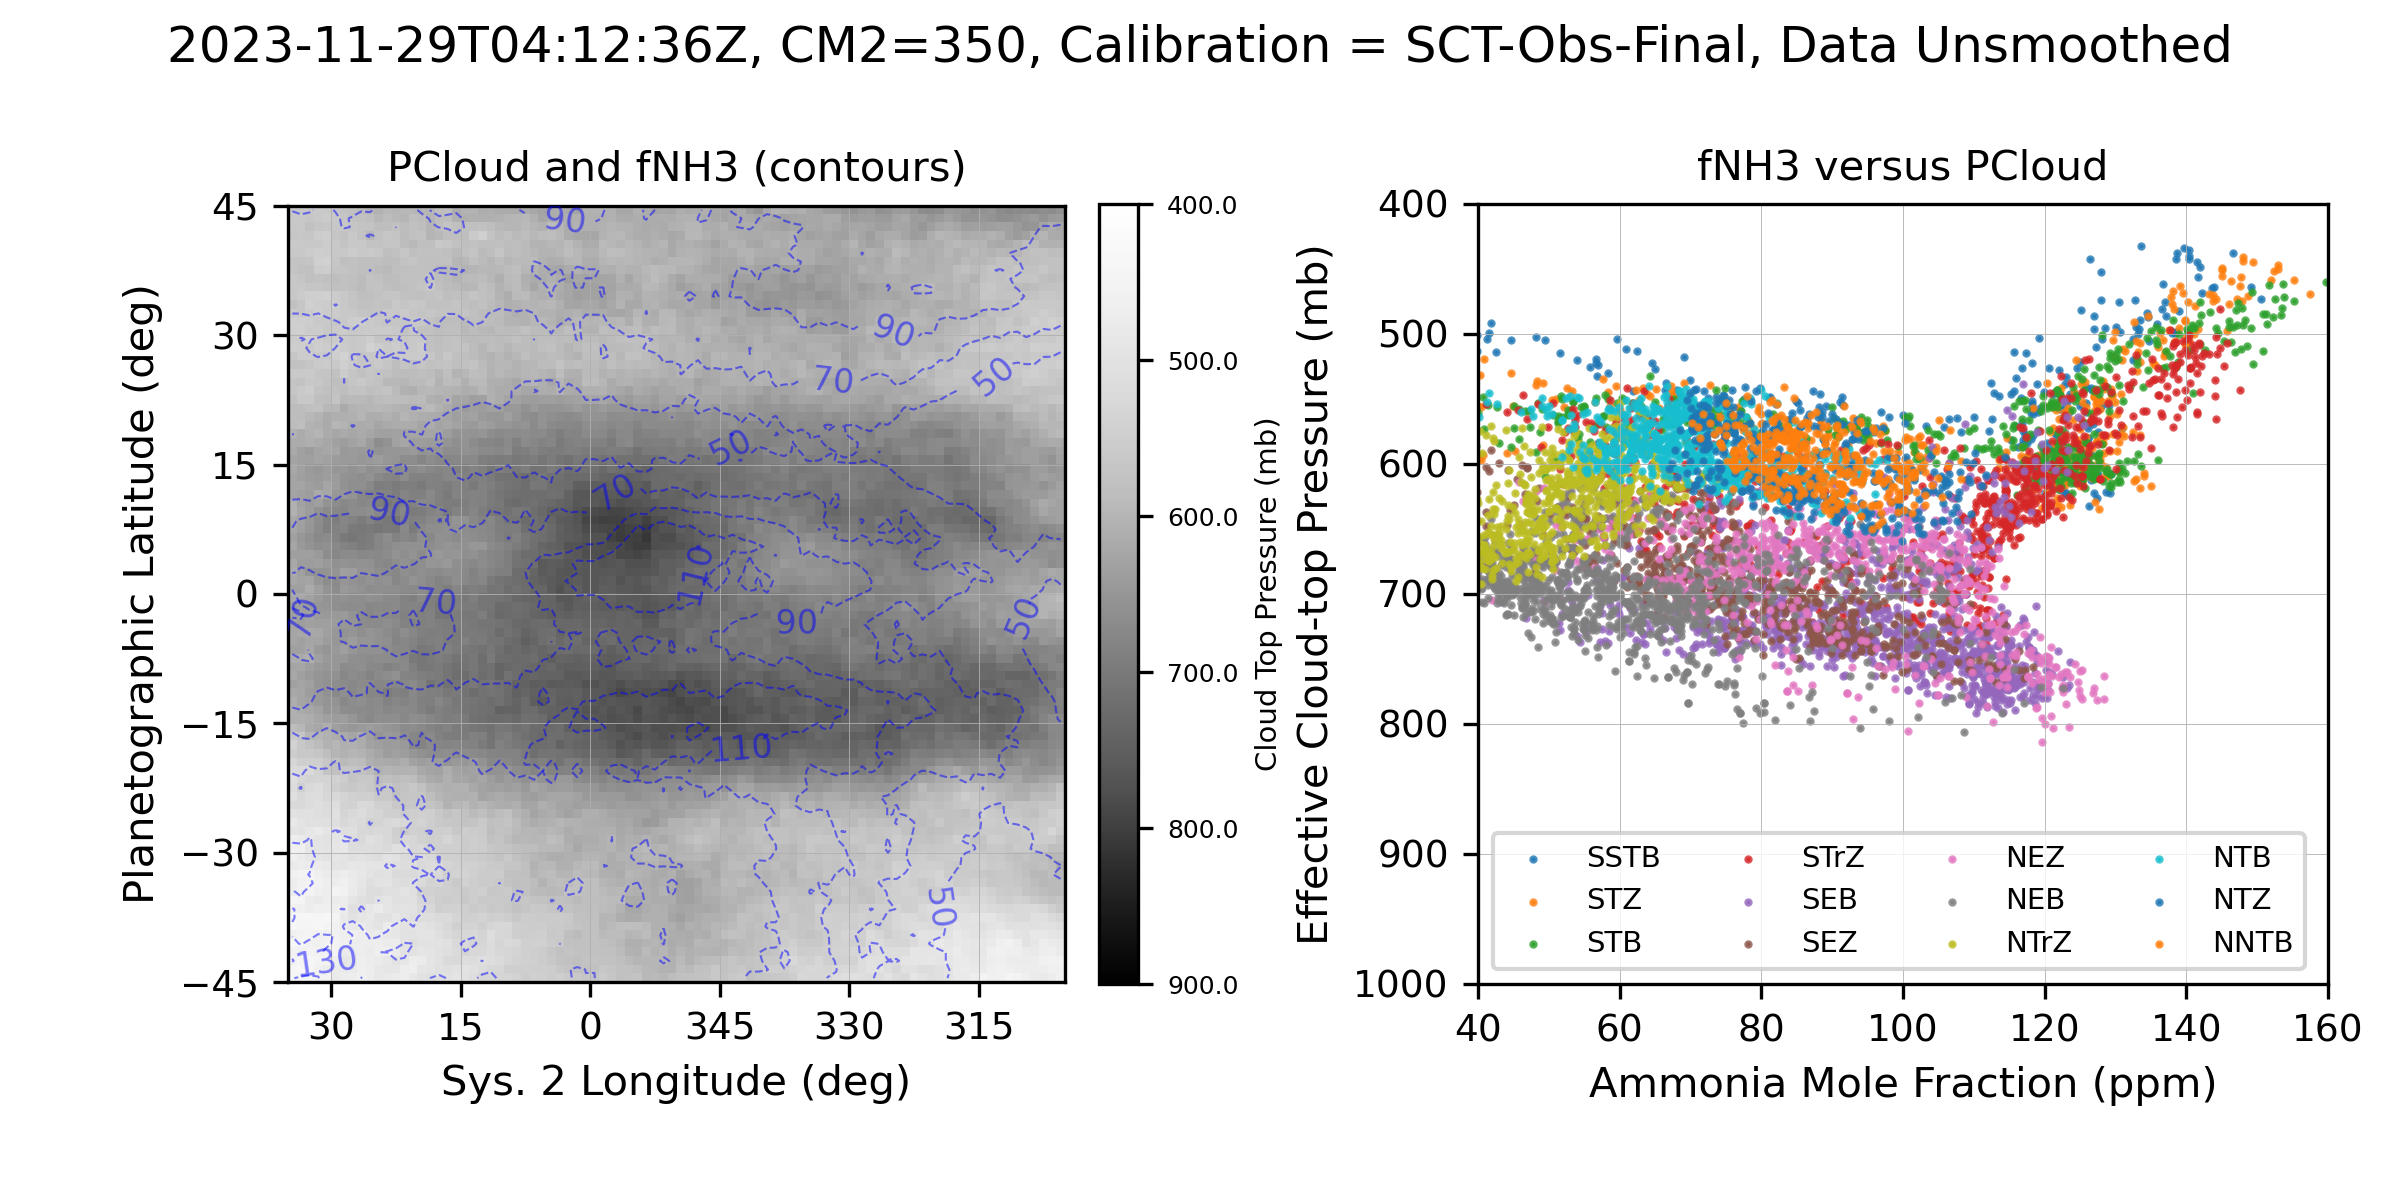 2023-11-29T04:12:36Z, CM2=350, Calibration = SCT-Obs-Final, Data Unsmoothed
PCloud and fNH3 (contours)
Planetographic Latitude (deg)
45
30
15
0
−15
−30
−45
30 15 0 345 330 315
Sys. 2 Longitude (deg)
90
90
70
50
50
70
90
110
70
70
90
50
110
50
130
400.0
500.0
600.0
700.0
800.0
900.0
Cloud Top Pressure (mb)
fNH3 versus PCloud
Effective Cloud-top Pressure (mb)
400
500
600
700
800
900
1000
SSTB STrZ NEZ NTB
STZ SEB NEB NTZ
STB SEZ NTrZ NNTB
40 60 80 100 120 140 160
Ammonia Mole Fraction (ppm)